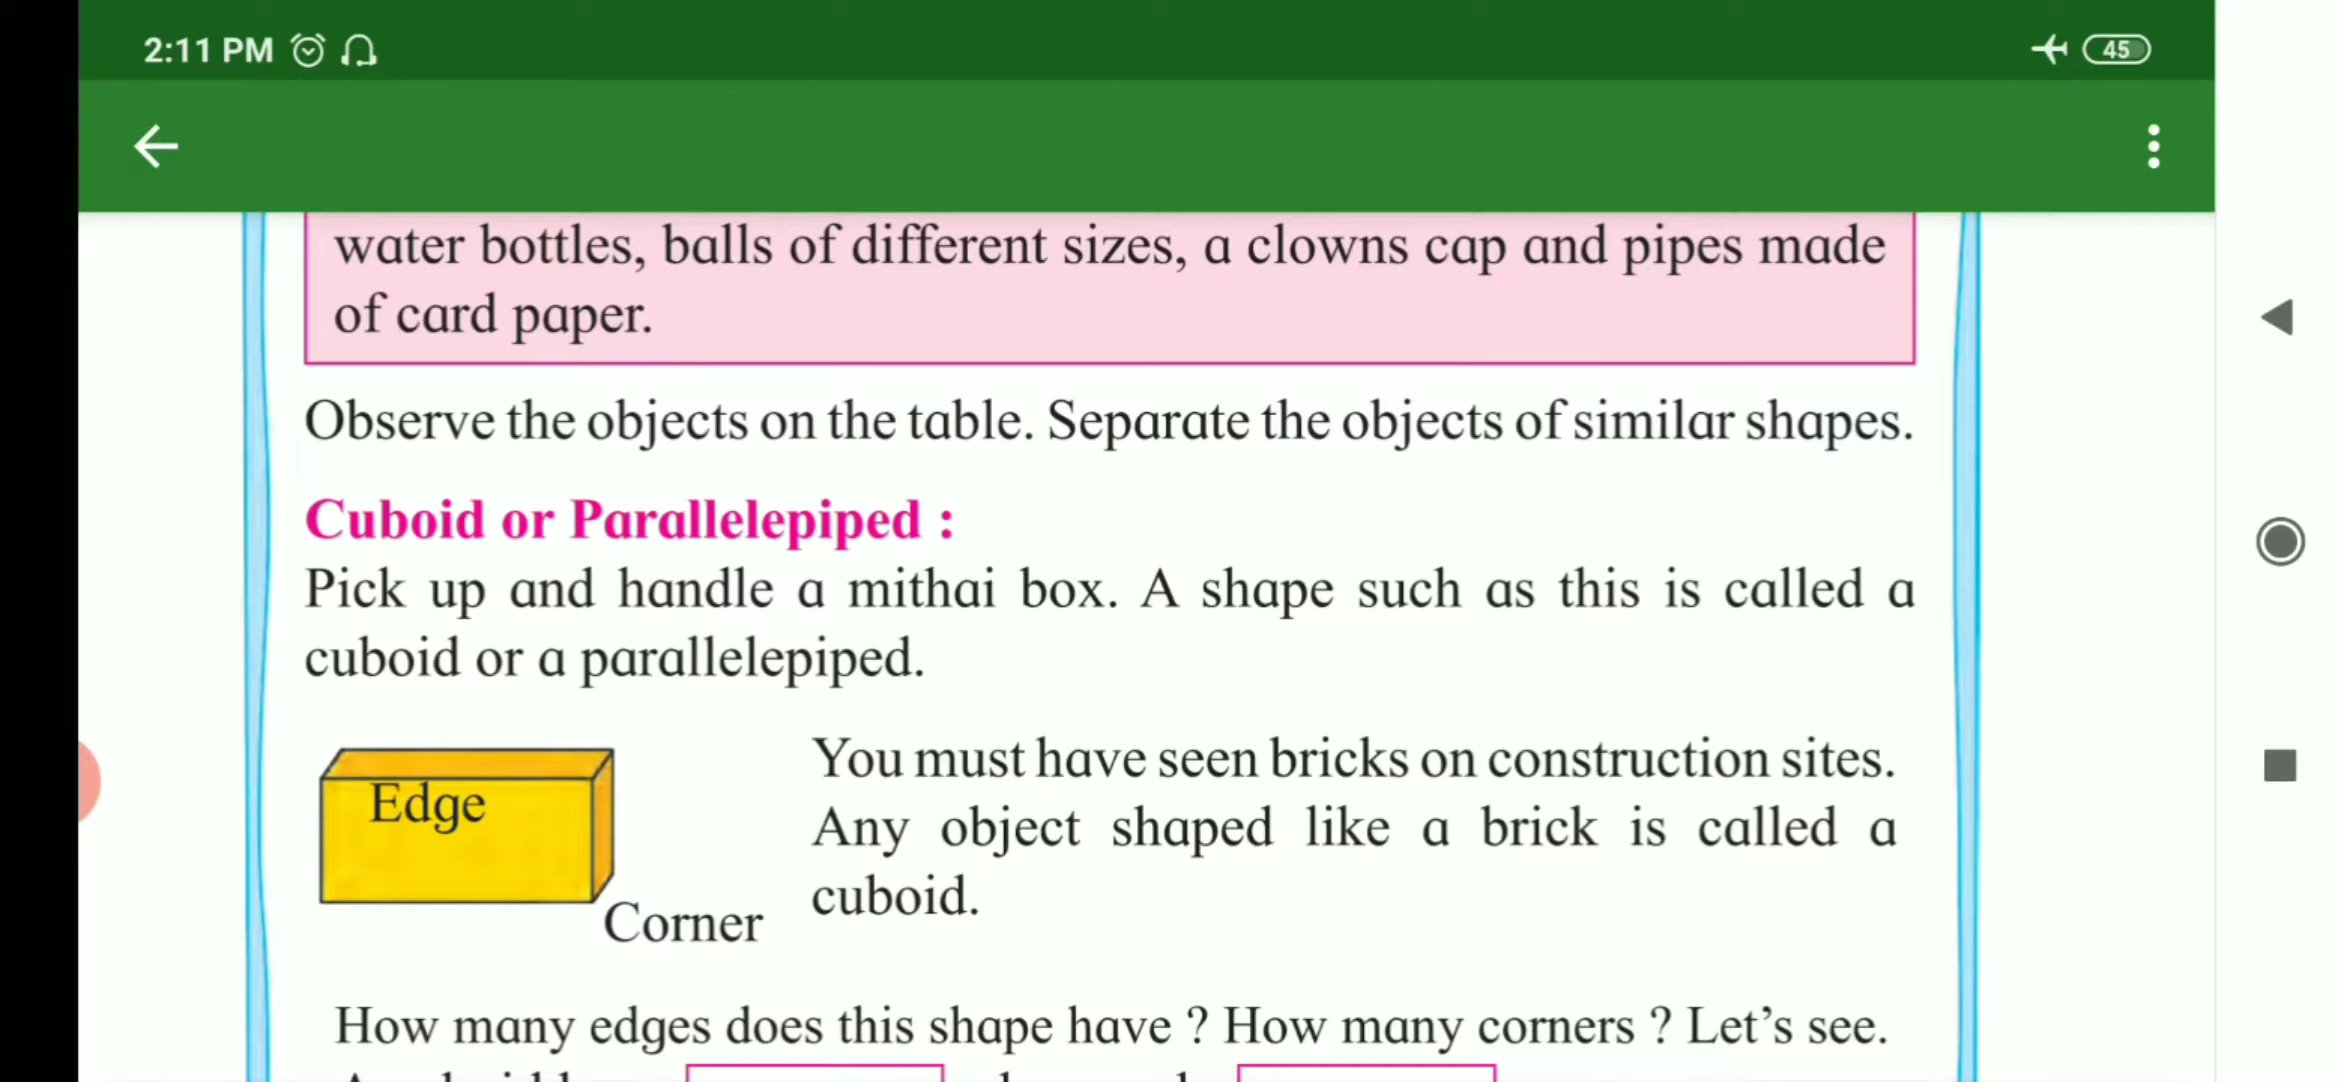 2:11 PM
45
water bottles, balls of different sizes, a clowns cap and pipes made
of card paper.
Observe the objects on the table. Separate the objects of similar shapes.
Cuboid or Parallelepiped :
Pick up and handle a mithai box. A shape such as this is called a
cuboid or a parallelepiped.
Edge
Corner
You must have seen bricks on construction sites.
Any object shaped like a brick is called a
cuboid.
How many edges does this shape have ? How many corners ? Let’s see.